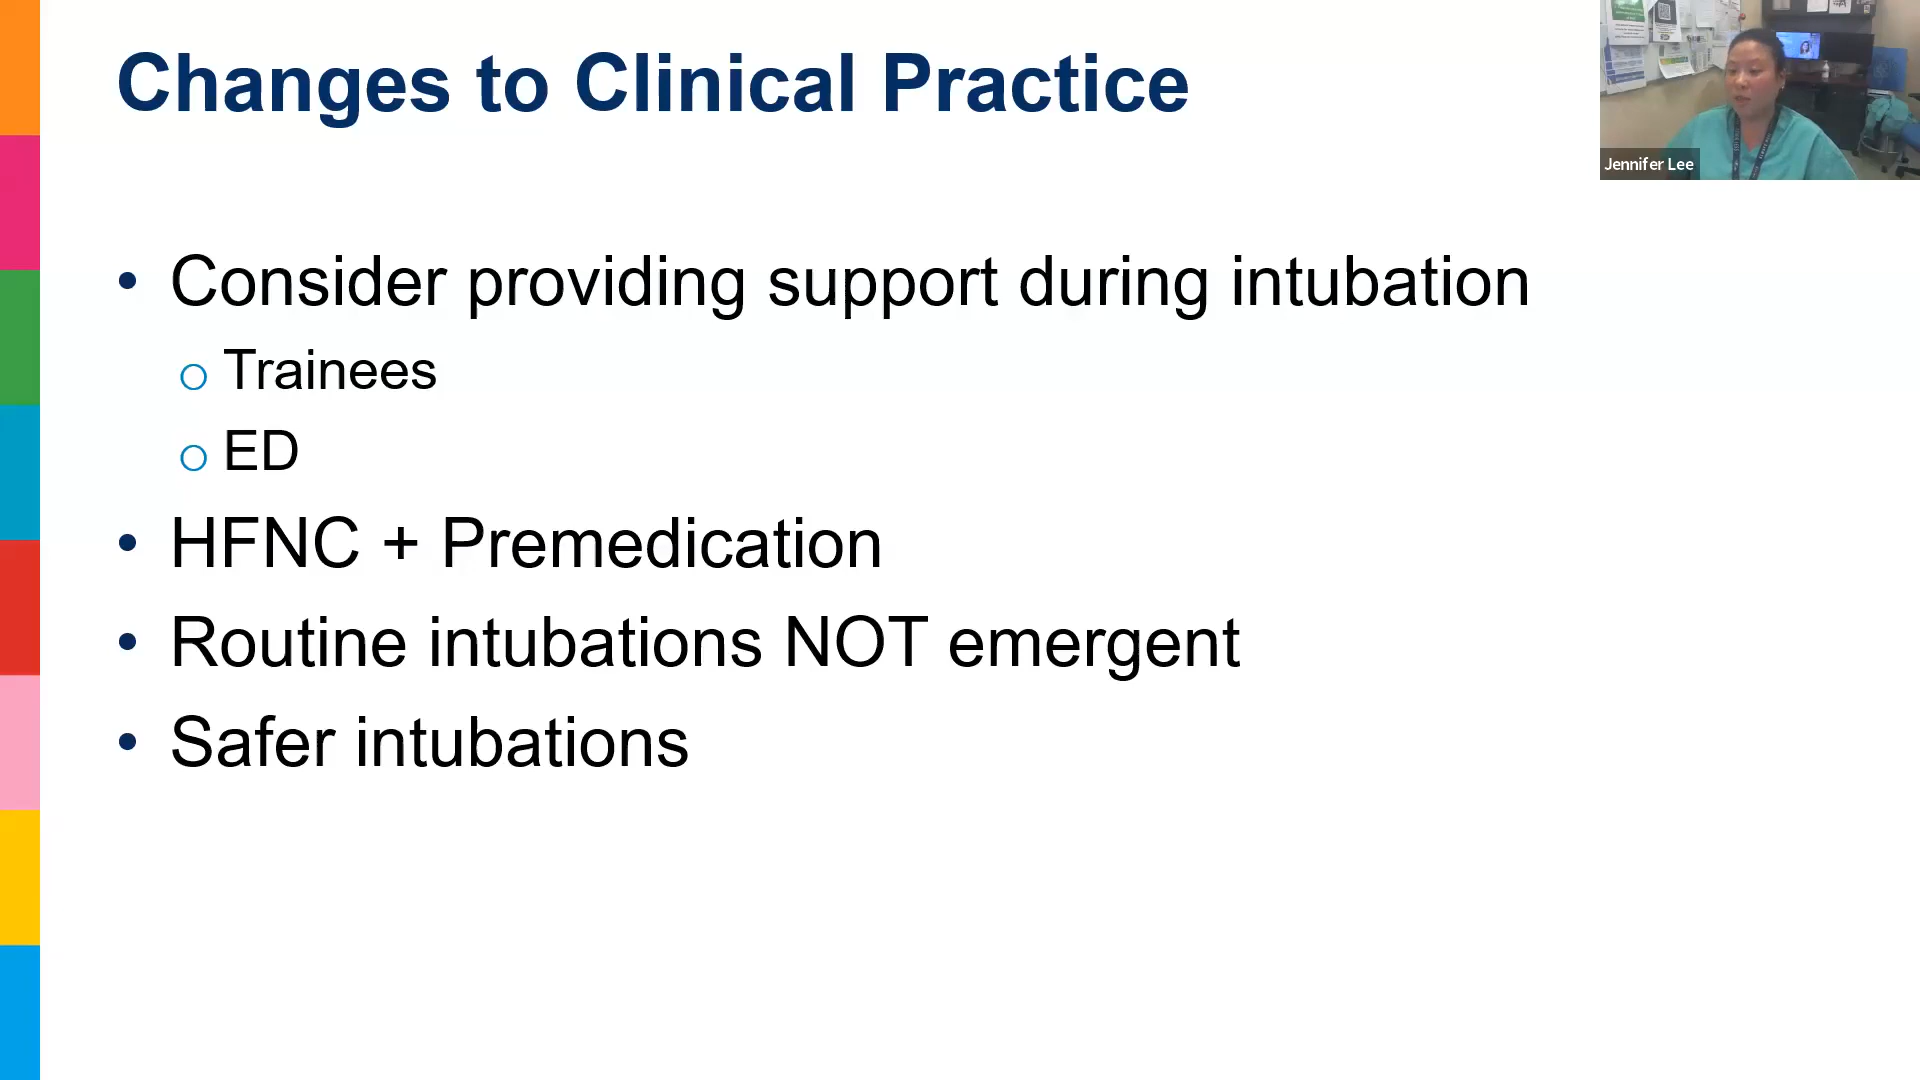 Changes to Clinical Practice
Jennifer Lee
• Consider providing support during intubation
o Trainees
o ED
• HFNC + Premedication
• Routine intubations NOT emergent
• Safer intubations